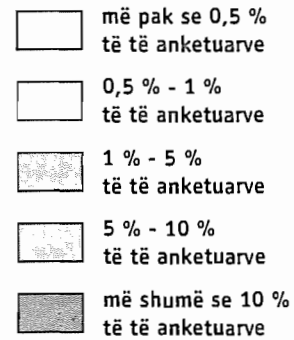 më pak se 0,5 %
të të anketuarve
0,5 % - 1 %
të të anketuarve
1 % - 5 %
të të anketuarve
5 % - 10 %
të të anketuarve
më shumë se 10 %
të të anketuarve